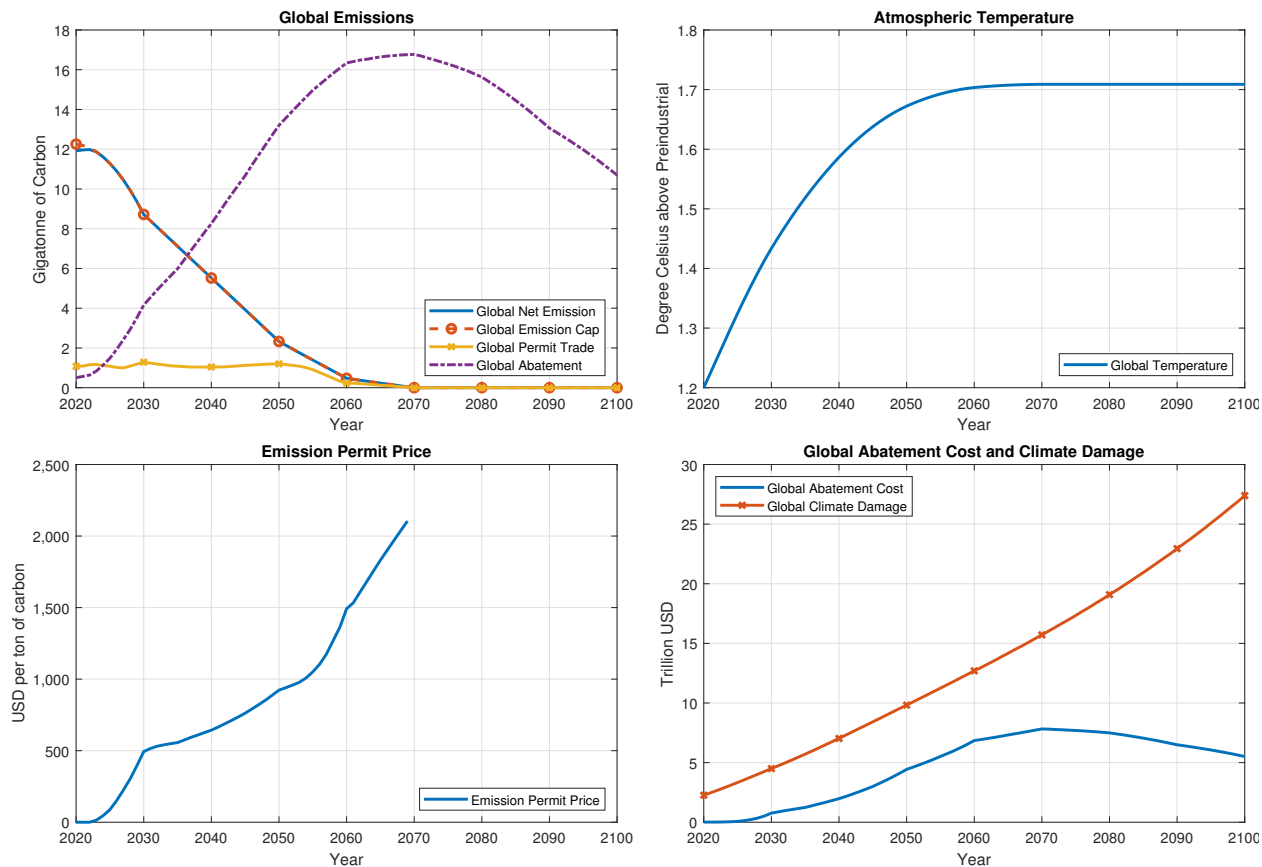 Global Emissions
Gigatonne of Carbon
18
16
14
12
10
8
6
4
2
0
2020 2030 2040 2050 2060 2070 2080 2090 2100
Year
Global Net Emission
Global Emission Cap
Global Permit Trade
Global Abatement
Atmospheric Temperature
Degree Celsius above Preindustrial
1.8
1.7
1.6
1.5
1.4
1.3
1.2
2020 2030 2040 2050 2060 2070 2080 2090 2100
Year
Global Temperature
Emission Permit Price
USD per ton of carbon
2,500
2,000
1,500
1,000
500
0
2020 2030 2040 2050 2060 2070 2080 2090 2100
Year
Emission Permit Price
Global Abatement Cost and Climate Damage
Trillion USD
30
25
20
15
10
5
0
2020 2030 2040 2050 2060 2070 2080 2090 2100
Year
Global Abatement Cost
Global Climate Damage